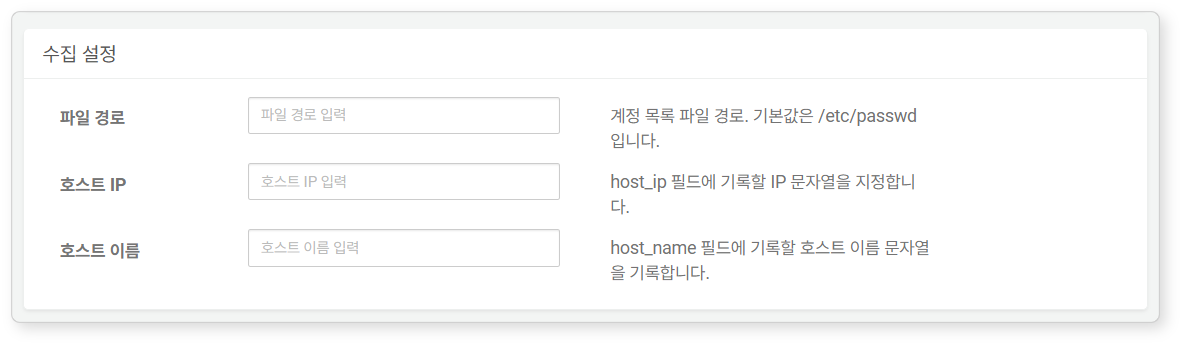 수집 설정
파일 경로
파일 경로 입력
계정 목록 파일 경로. 기본값은 /etc/passwd
입니다.
호스트 IP
호스트 IP 입력
host_ip 필드에 기록할 IP 문자열을 지정합니
다.
호스트 이름
호스트 이름 입력
host_name 필드에 기록할 호스트 이름 문자열
을 기록합니다.